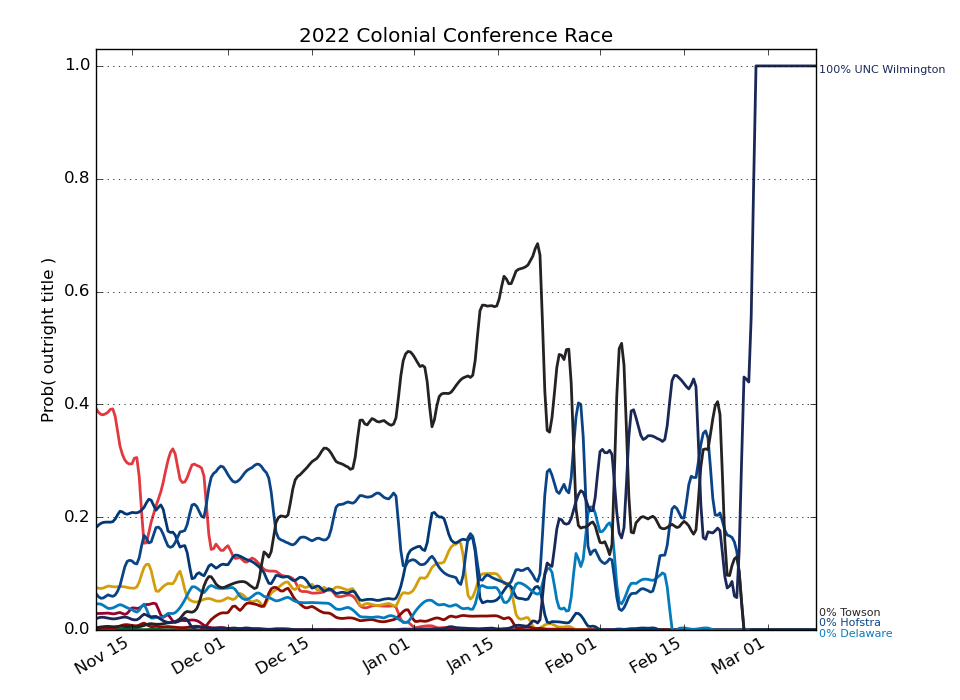 2022 Colonial Conference Race
Prob( outright title )
1.0
0.8
0.6
0.4
0.2
0.0
Nov 15
Dec 01
Dec 15
Jan 01
Jan 15
Feb 01
Feb 15
Mar 01
100% UNC Wilmington
0% Towson
0% Hofstra
0% Delaware